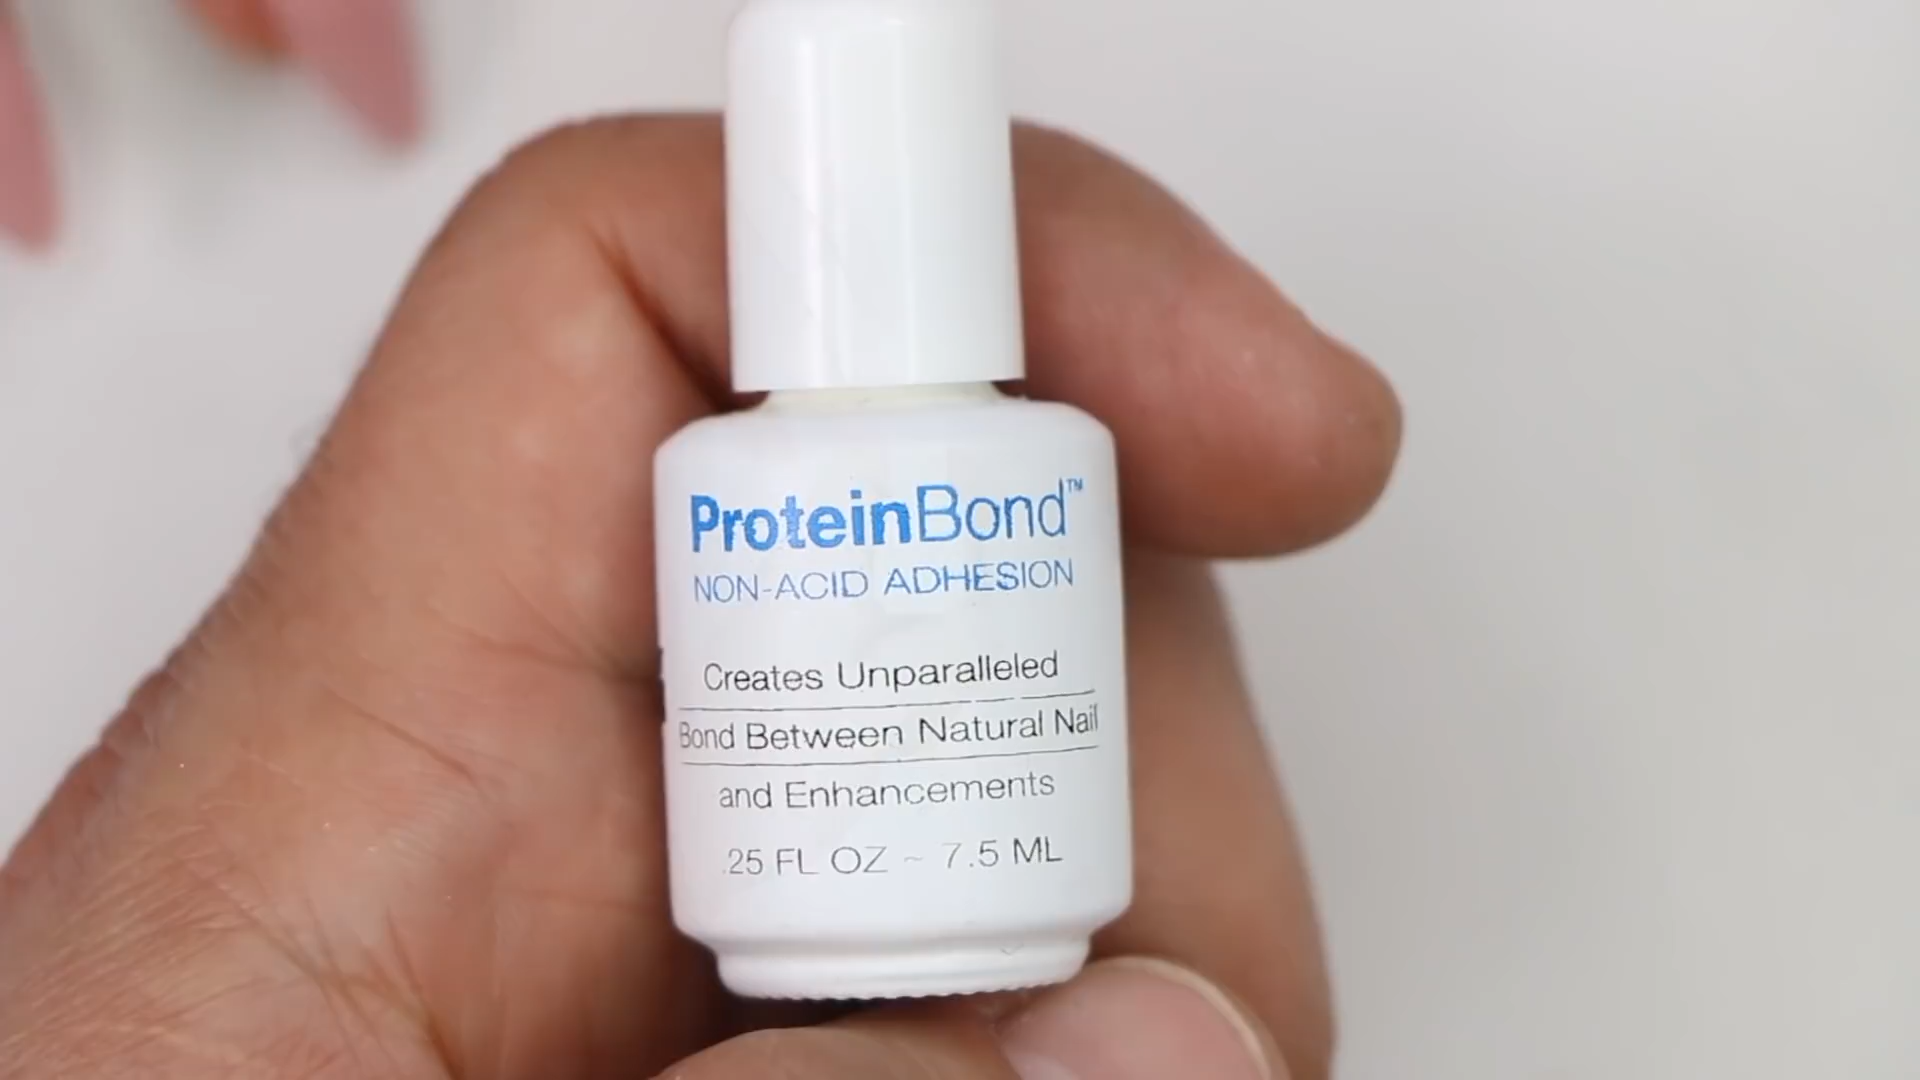 ProteinBond™
NON-ACID ADHESION
Creates Unparalleled
Bond Between Natural Nail
and Enhancements
.25 FL OZ ~ 7.5 ML